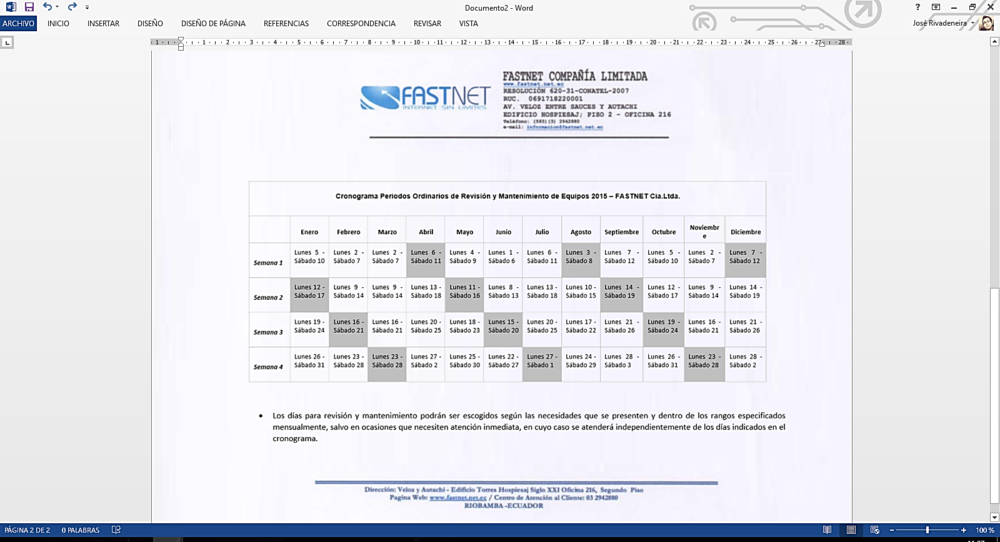 Documento2 - Word
?
ARCHIVO INICIO INSERTAR DISEÑO DISEÑO DE PÁGINA REFERENCIAS CORRESPONDENCIA REVISAR VISTA
José Rivadeneira
1 1 2 3 4 5 6 7 8 9 10 11 12 13 14 15 16 17 18 19 20 21 22 23 24 25 26 27 28
FASTNET
INTERNET SIN LIMITES
FASTNET COMPAÑÍA LIMITADA
www.fastnet.net.ec
RESOLUCIÓN 620-31-CONATEL-2007
RUC. 0691718220001
AV. VELOZ ENTRE SAUCES Y AUTACHI
EDIFICIO HOSPIESAJ; PISO 2 - OFICINA 216
Teléfono: (593)(3) 2942880
e-mail: informacion@fastnet.net.ec
Cronograma Periodos Ordinarios de Revisión y Mantenimiento de Equipos 2015 – FASTNET Cia.Ltda.
Enero Febrero Marzo Abril Mayo Junio Julio Agosto Septiembre Octubre Noviembr Diciembre
e
Lunes 5 - Lunes 2 - Lunes 2 - Lunes 6 - Lunes 4 - Lunes 1 - Lunes 6 - Lunes 3 - Lunes 7 - Lunes 5 - Lunes 2 - Lunes 7 -
Semana 1 Sábado 10 Sábado 7 Sábado 7 Sábado 11 Sábado 9 Sábado 6 Sábado 11 Sábado 8 Sábado 12 Sábado 10 Sábado 7 Sábado 12
Lunes 12 - Lunes 9 - Lunes 9 - Lunes 13 - Lunes 11 - Lunes 8 - Lunes 13 - Lunes 10 - Lunes 14 - Lunes 12 - Lunes 9 - Lunes 14 -
Semana 2 Sábado 17 Sábado 14 Sábado 14 Sábado 18 Sábado 16 Sábado 13 Sábado 18 Sábado 15 Sábado 19 Sábado 17 Sábado 14 Sábado 19
Lunes 19 - Lunes 16 - Lunes 16 - Lunes 20 - Lunes 18 - Lunes 15 - Lunes 20 - Lunes 17 - Lunes 21 - Lunes 19 - Lunes 16 - Lunes 21 -
Semana 3 Sábado 24 Sábado 21 Sábado 21 Sábado 25 Sábado 23 Sábado 20 Sábado 25 Sábado 22 Sábado 26 Sábado 24 Sábado 21 Sábado 26
Lunes 26 - Lunes 23 - Lunes 23 - Lunes 27 - Lunes 25 - Lunes 22 - Lunes 27 - Lunes 24 - Lunes 28 - Lunes 26 - Lunes 23 - Lunes 28 -
Semana 4 Sábado 31 Sábado 28 Sábado 28 Sábado 2 Sábado 30 Sábado 27 Sábado 1 Sábado 29 Sábado 3 Sábado 31 Sábado 28 Sábado 2
• Los días para revisión y mantenimiento podrán ser escogidos según las necesidades que se presenten y dentro de los rangos especificados
mensualmente, salvo en ocasiones que necesiten atención inmediata, en cuyo caso se atenderá independientemente de los días indicados en el
cronograma.
Dirección: Veloz y Autachi - Edificio Torres Hospiesaj Siglo XXI Oficina 216, Segundo Piso
Pagina Web: www.fastnet.net.ec / Centro de Atención al Cliente: 03 2942880
RIOBAMBA -ECUADOR
PÁGINA 2 DE 2 0 PALABRAS 100 %